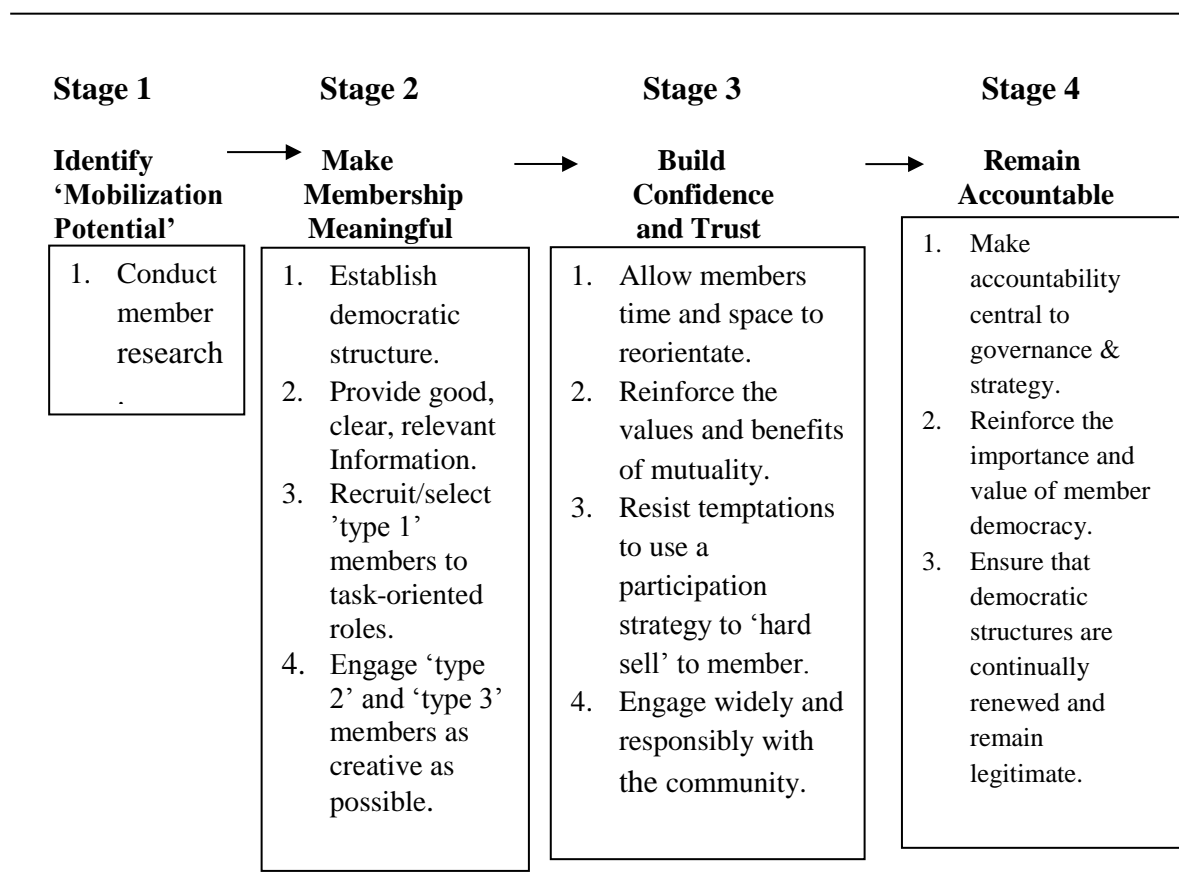 Stage 1
Stage 2
Stage 3
Stage 4
Identify
‘Mobilization
Potential’
Make
Membership
Meaningful
Build
Confidence
and Trust
Remain
Accountable
1. Conduct
member
research
.
1. Establish
democratic
structure.
2. Provide good,
clear, relevant
Information.
3. Recruit/select
’type 1’
members to
task-oriented
roles.
4. Engage ‘type
2’ and ‘type 3’
members as
creative as
possible.
1. Allow members
time and space to
reorientate.
2. Reinforce the
values and benefits
of mutuality.
3. Resist temptations
to use a
participation
strategy to ‘hard
sell’ to member.
4. Engage widely and
responsibly with
the community.
1. Make
accountability
central to
governance &
strategy.
2. Reinforce the
importance and
value of member
democracy.
3. Ensure that
democratic
structures are
continually
renewed and
remain
legitimate.